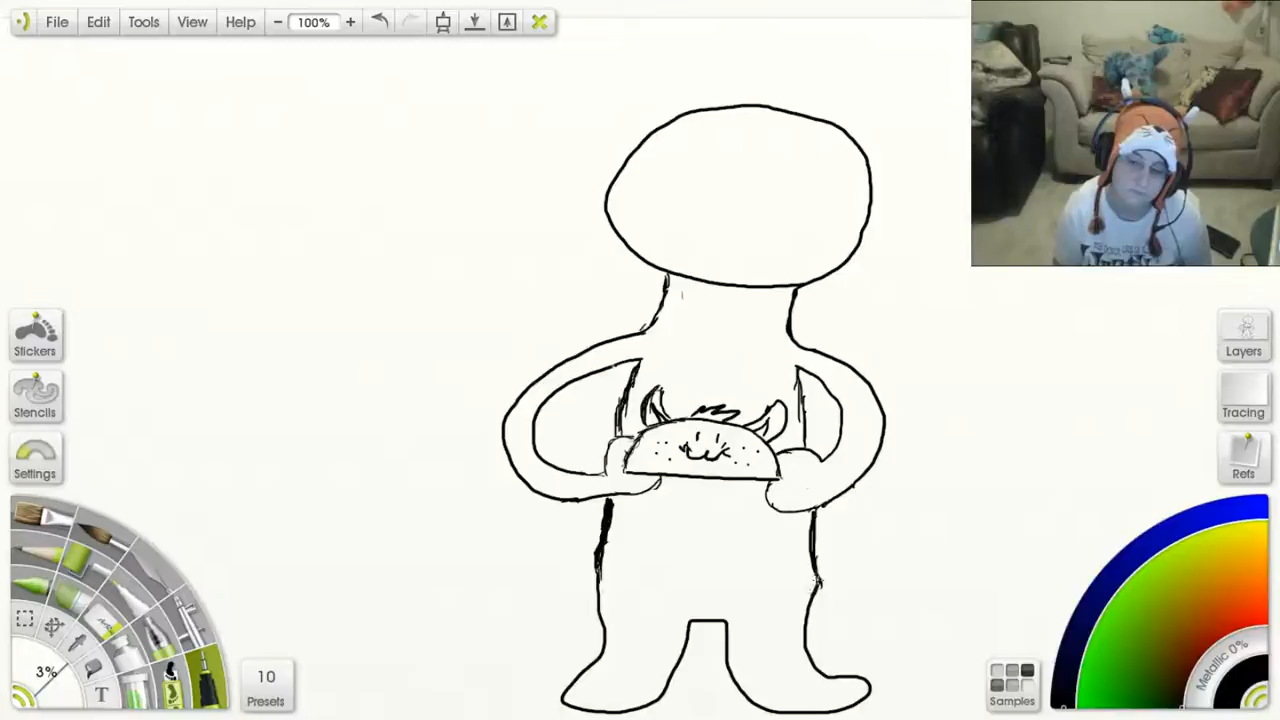 File Edit Tools View Help 100%
Stickers
Stencils
Settings
3%
T
10
Presets
Layers
Tracing
Refs
Metallic 0%
Samples